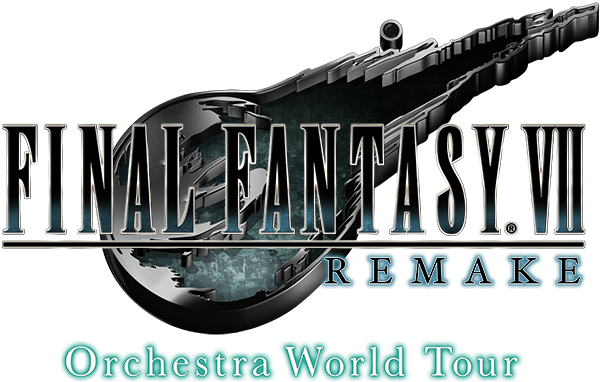 FINAL FANTASY® VII
REMAKE
Orchestra World Tour